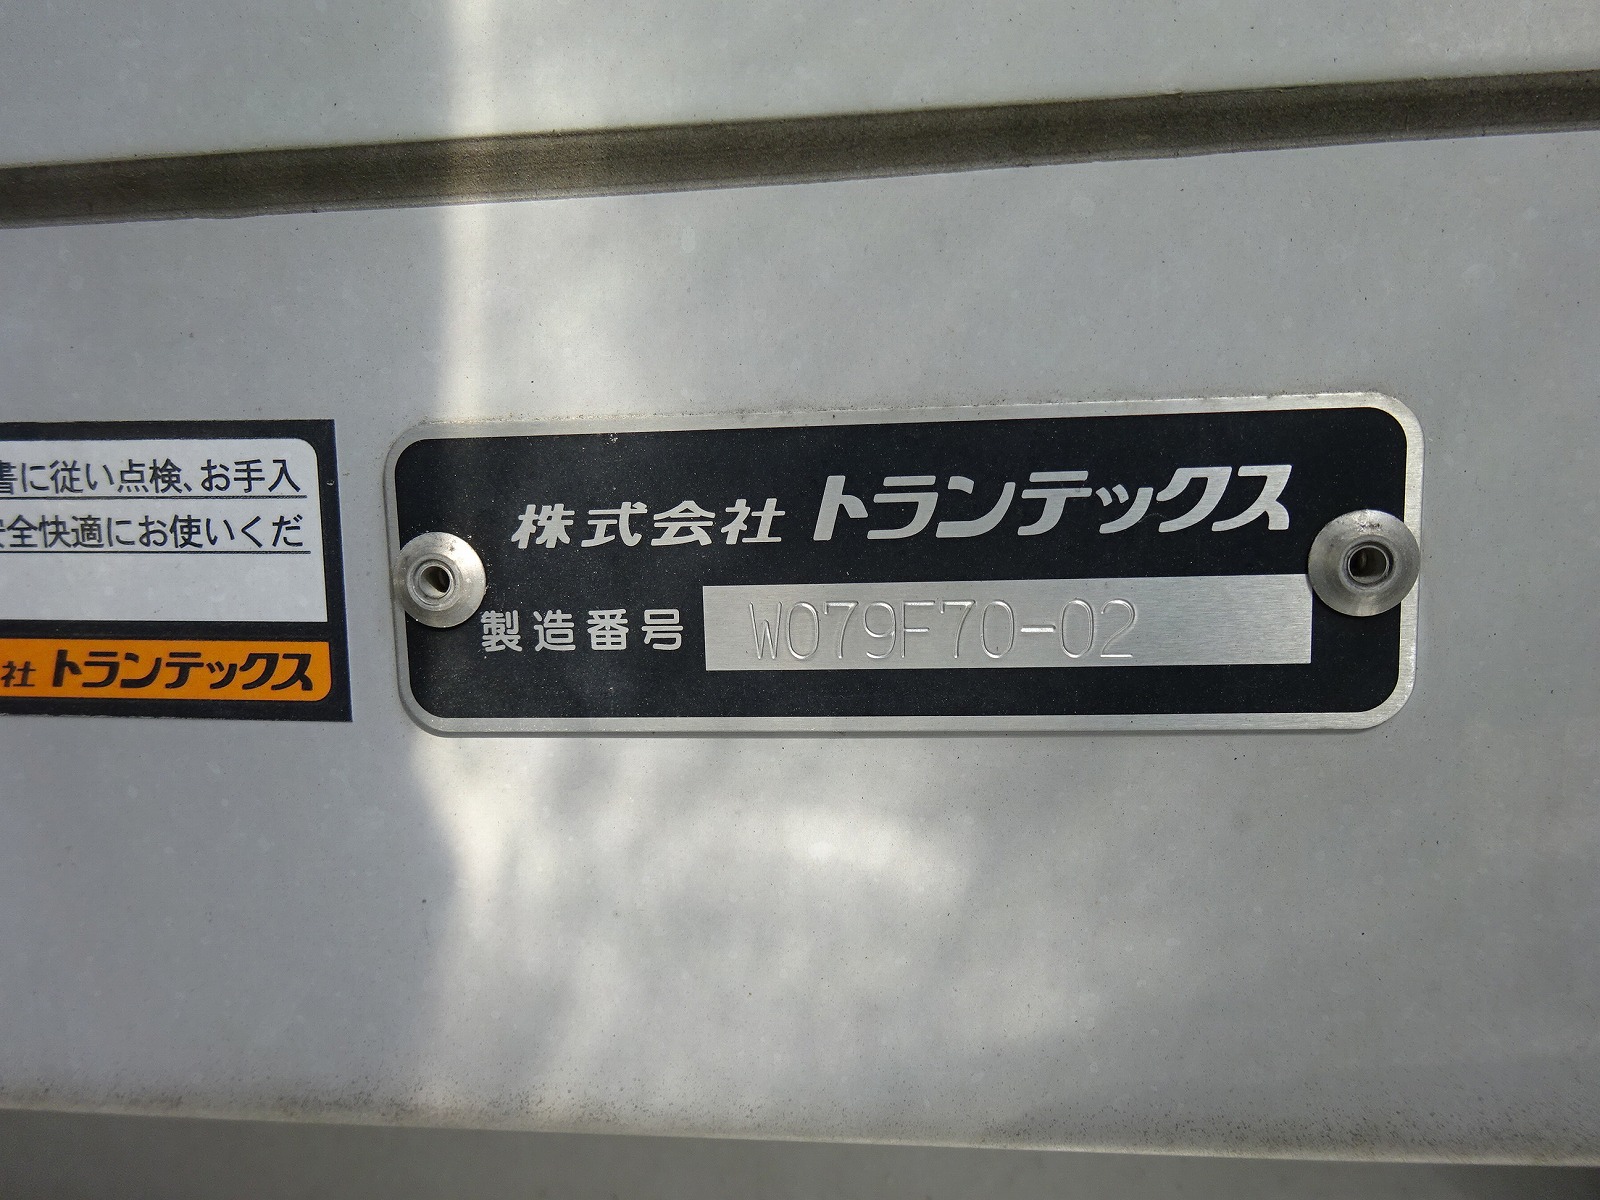 書に従い点検、お手入
安全快適にお使いくだ
社 トランテックス
株式会社 トランテックス
製造番号 W079F70-02